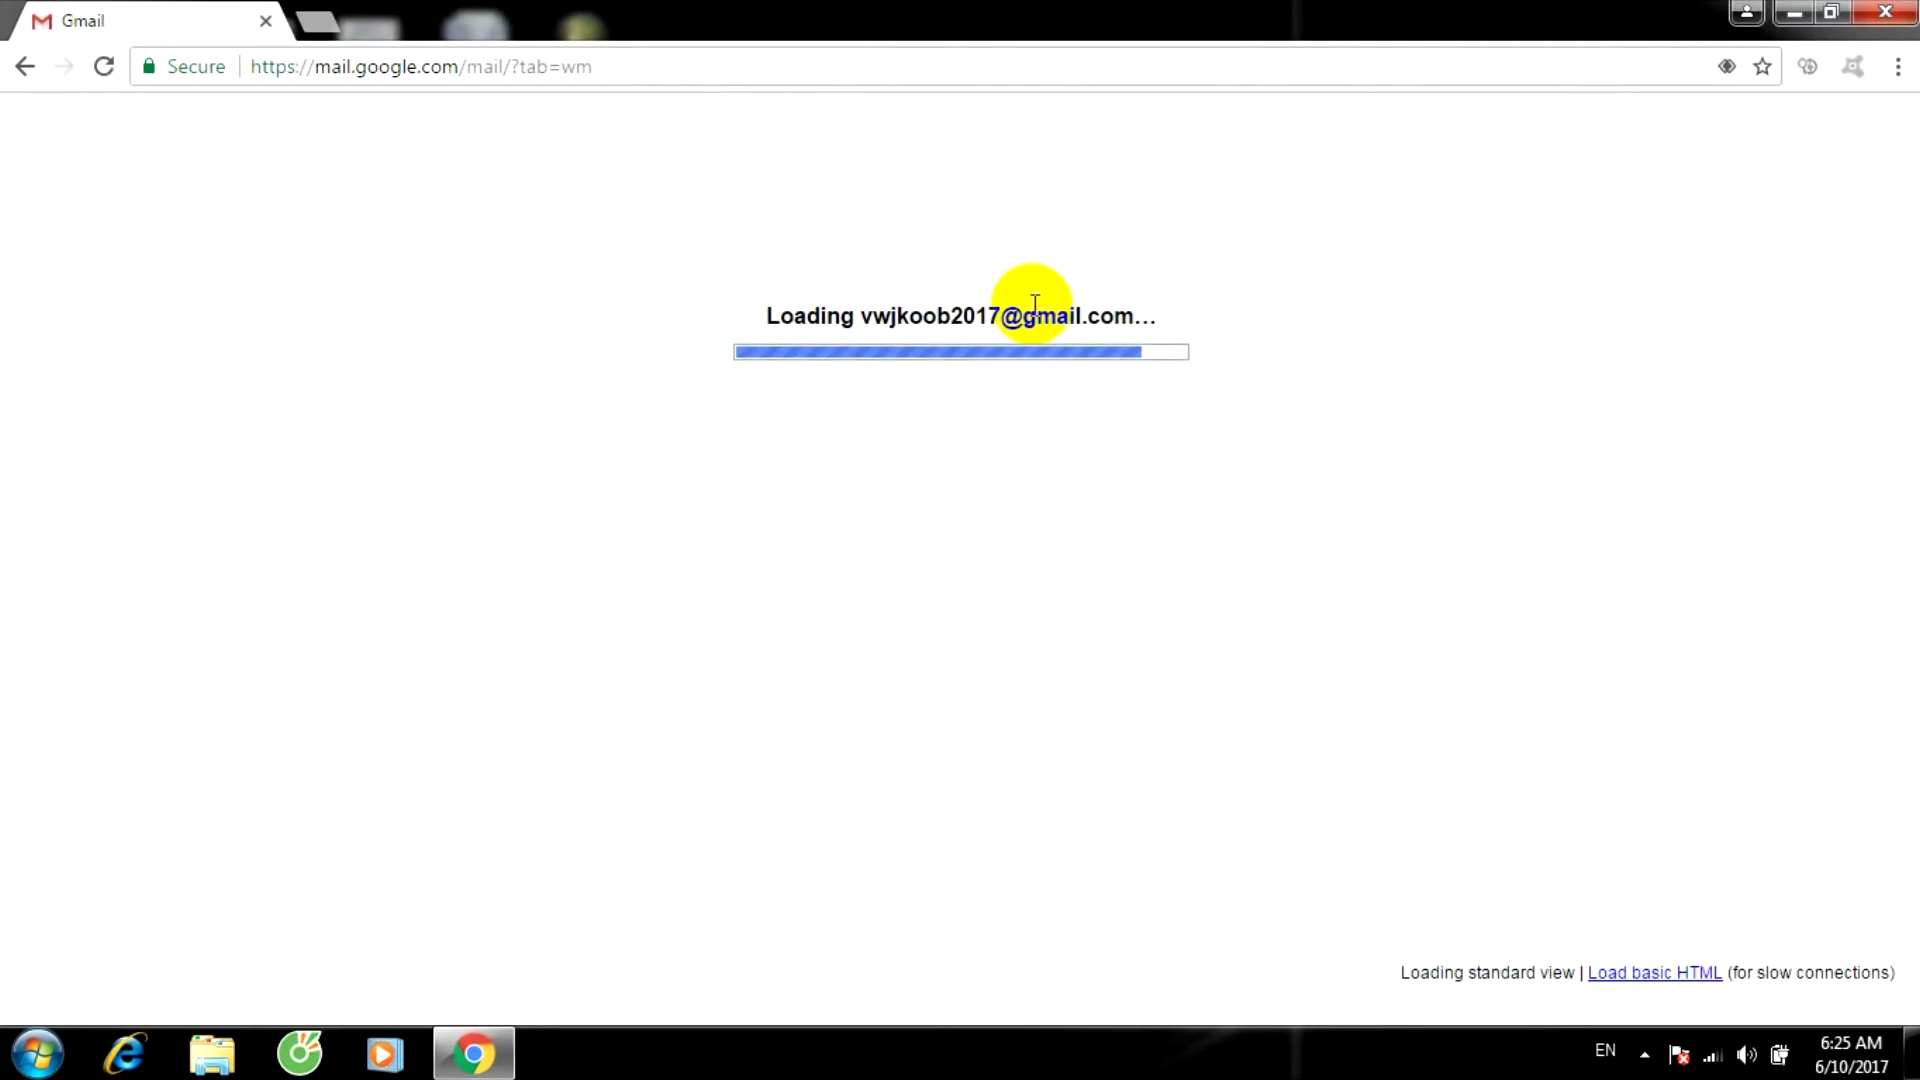 Gmail
Secure https://mail.google.com/mail/?tab=wm
Loading vwjkoob2017@gmail.com...
Loading standard view | Load basic HTML (for slow connections)
EN
6:25 AM
6/10/2017